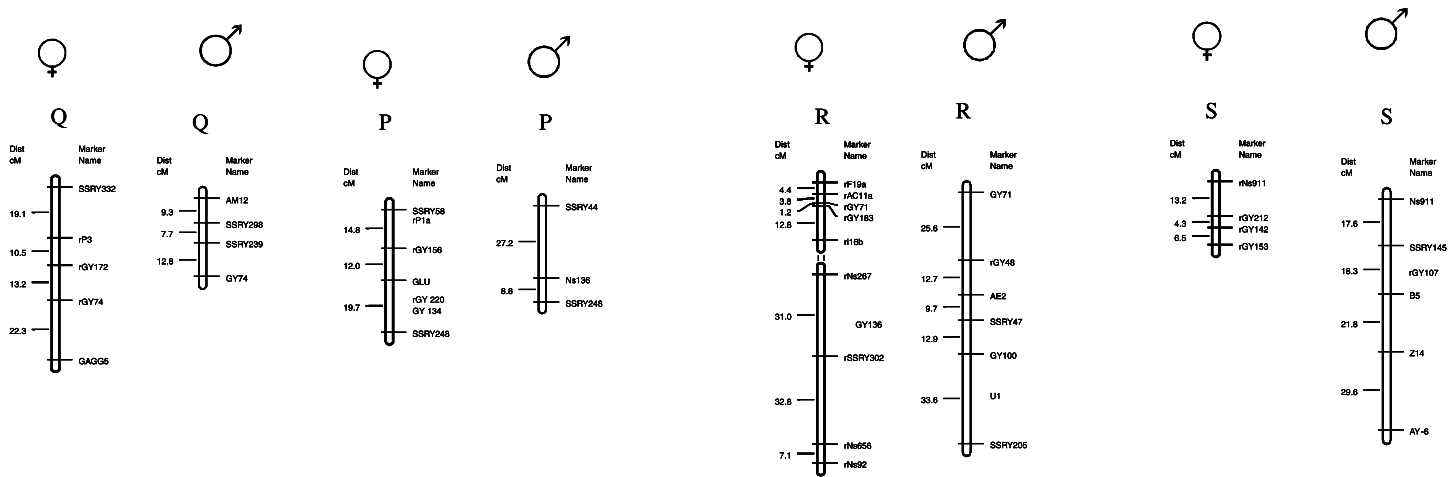 Q
Dist
cM
Marker
Name
SSRY332
19.1
rP3
10.5
rGY172
13.2
rGY74
22.3
GAGG5
Q
Dist
cM
Marker
Name
AM12
9.3
SSRY298
7.7
SSRY239
12.8
GY74
P
Dist
cM
Marker
Name
SSRY58
rP1a
14.8
rGY156
12.0
GLU
rGY 220
19.7
GY 134
SSRY248
P
Dist
cM
Marker
Name
SSRY44
27.2
Ns136
8.8
SSRY248
R
Dist
cM
Marker
Name
rF19a
4.4
rAC11a
3.8
rGY71
1.2
rGY183
12.8
rI16b
rNs267
31.0
GY136
rSSRY302
32.8
rNs656
7.1
rNs92
R
Dist
cM
Marker
Name
GY71
25.6
rGY48
12.7
AE2
9.7
SSRY47
12.9
GY100
33.6
U1
SSRY205
S
Dist
cM
Marker
Name
rNs911
13.2
rGY212
4.3
rGY142
6.5
rGY153
S
Dist
cM
Marker
Name
Ns911
17.6
SSRY145
18.3
rGY107
B5
21.8
Z14
29.6
AY-6